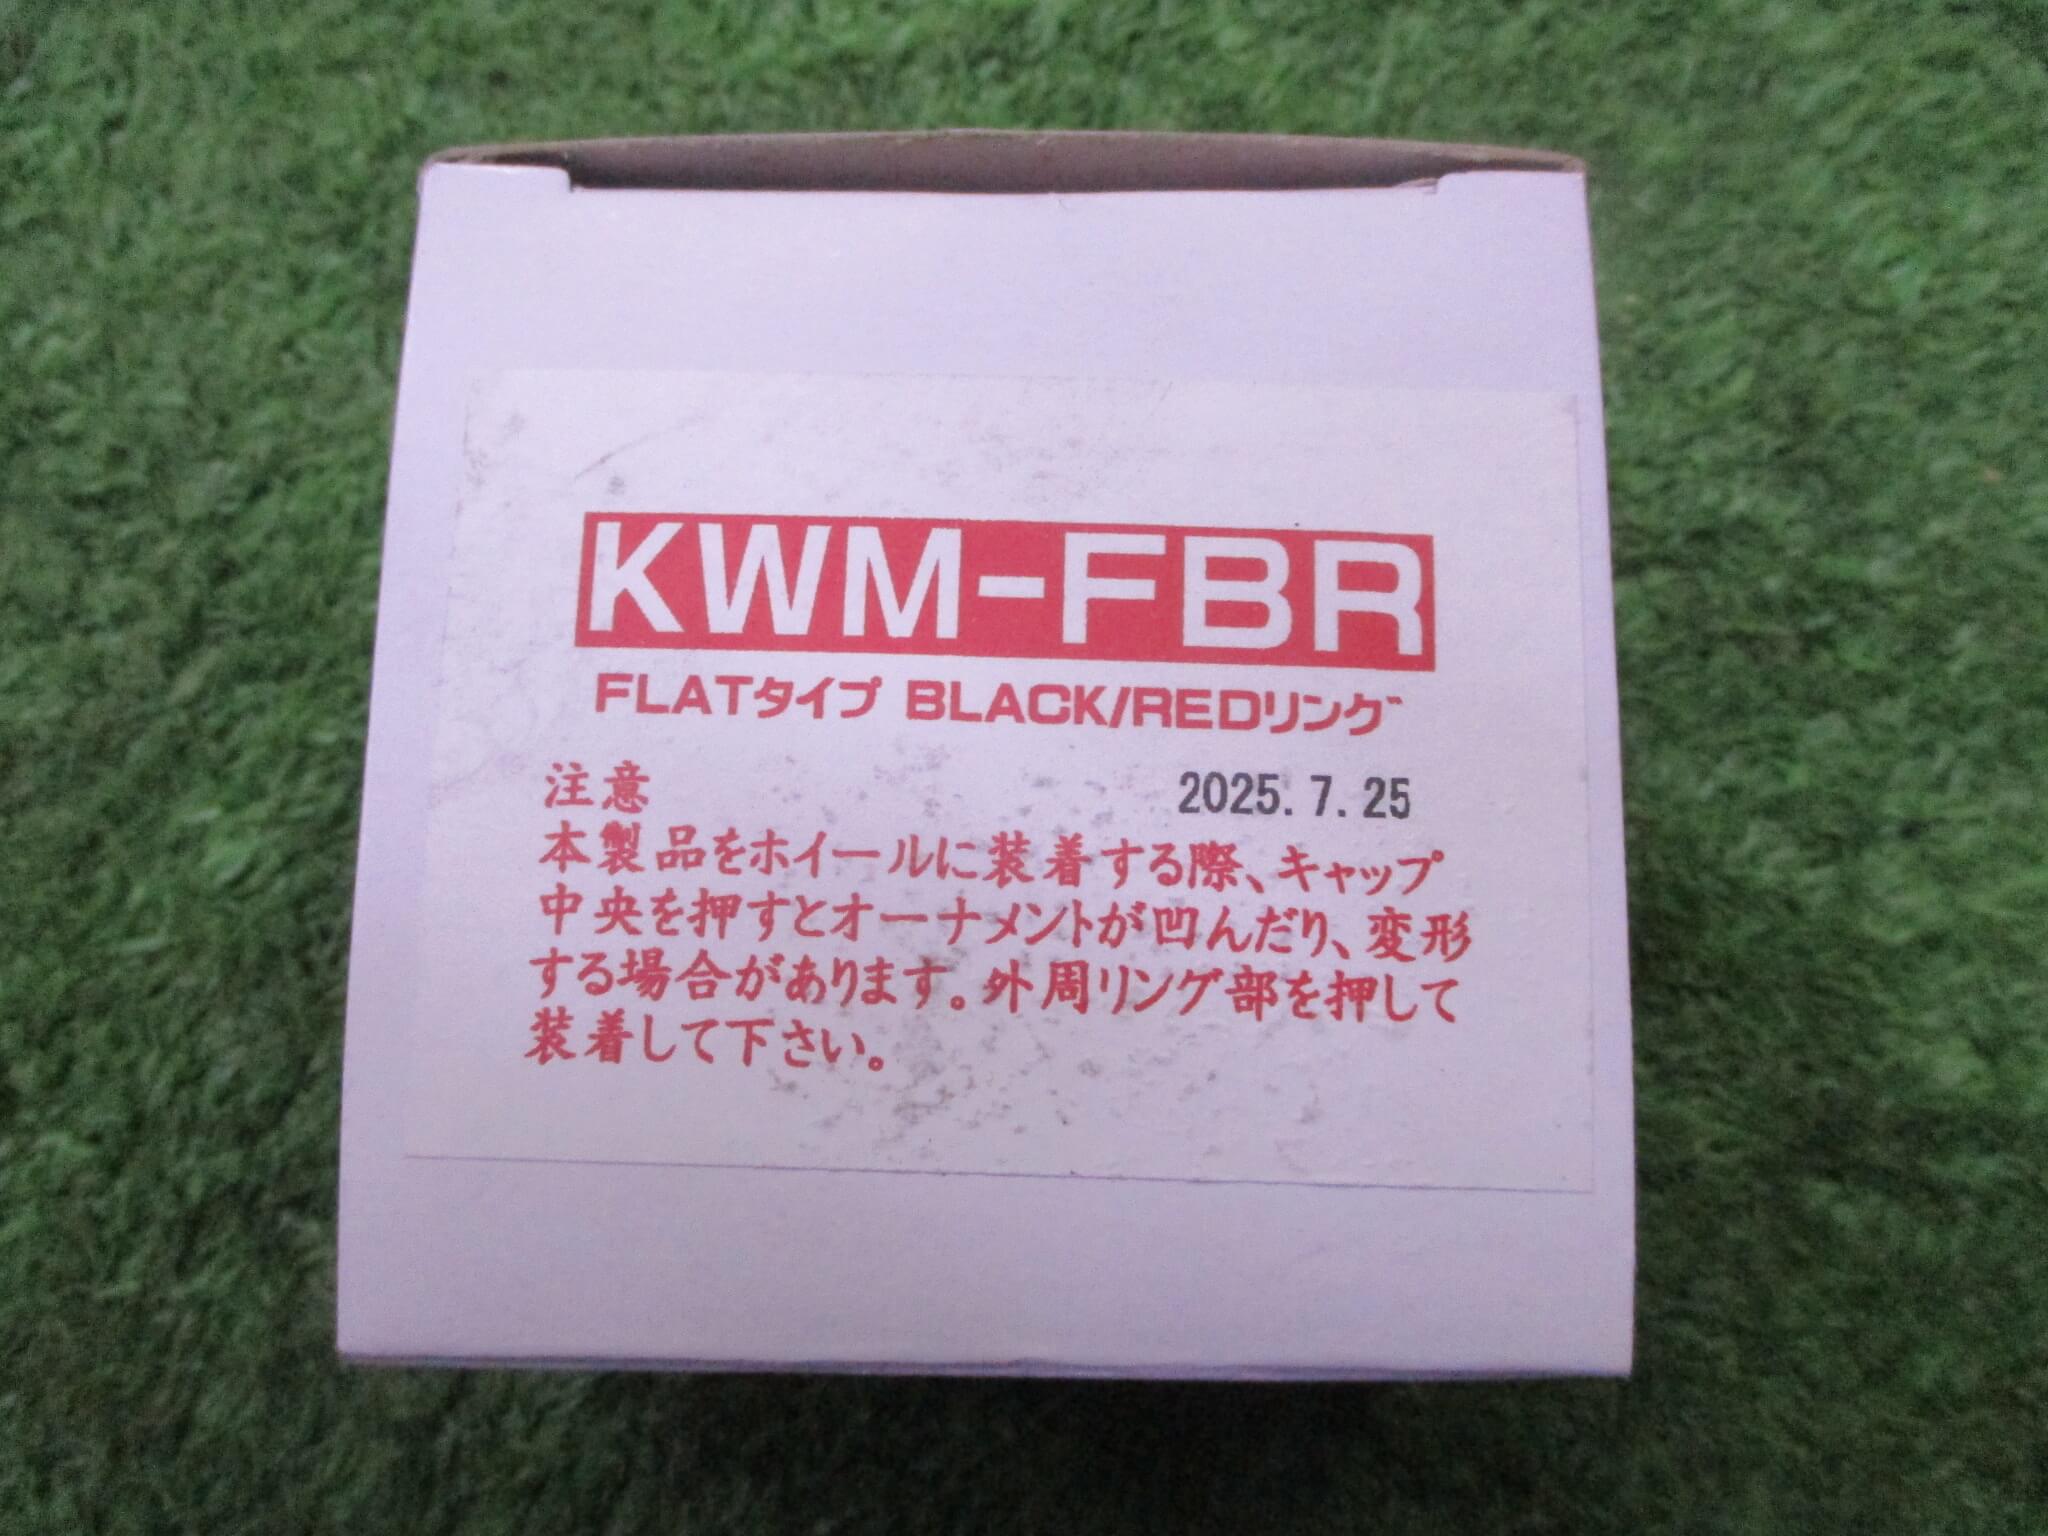 KWM-FBR
FLATタイプ BLACK/REDリング
注意 2025.7.25
本製品をホイールに装着する際、キャップ
中央を押すとオーナメントが凹んだり、変形
する場合があります。外周リング部を押して
装着して下さい。